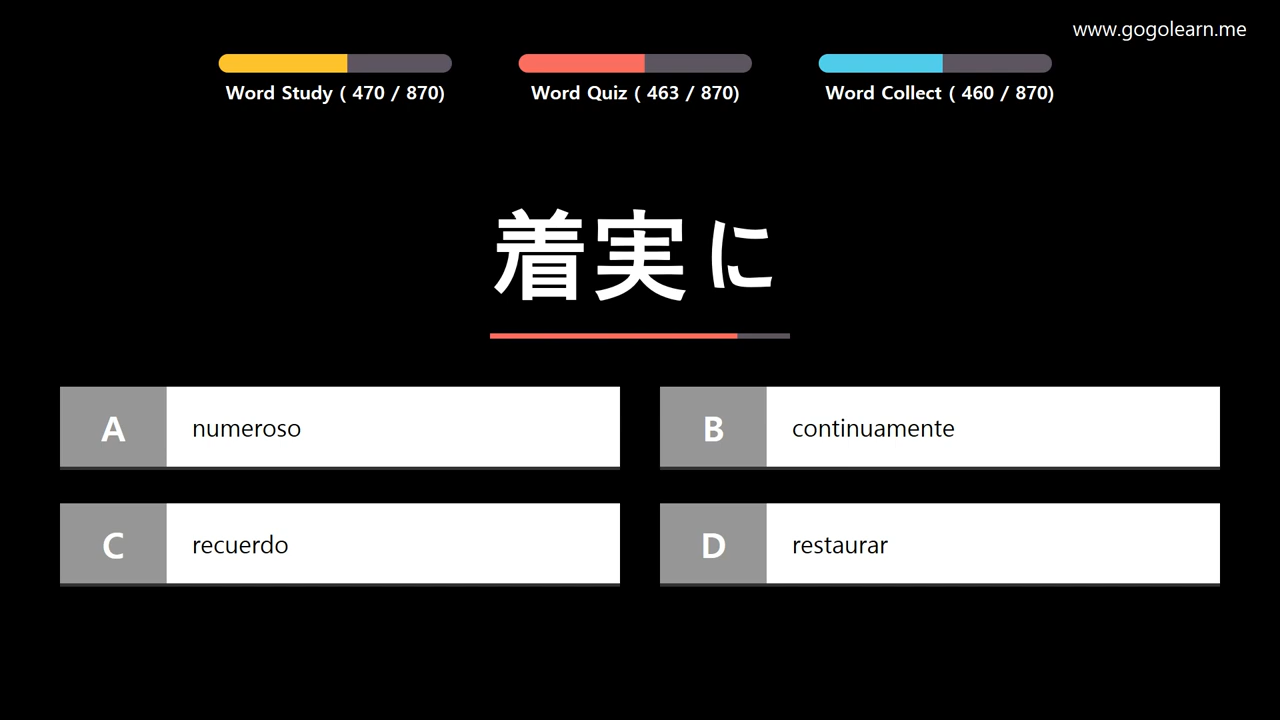 www.gogolearn.me
Word Study ( 470 / 870)
Word Quiz ( 463 / 870)
Word Collect ( 460 / 870)
着実に
A numeroso
B continuamente
C recuerdo
D restaurar